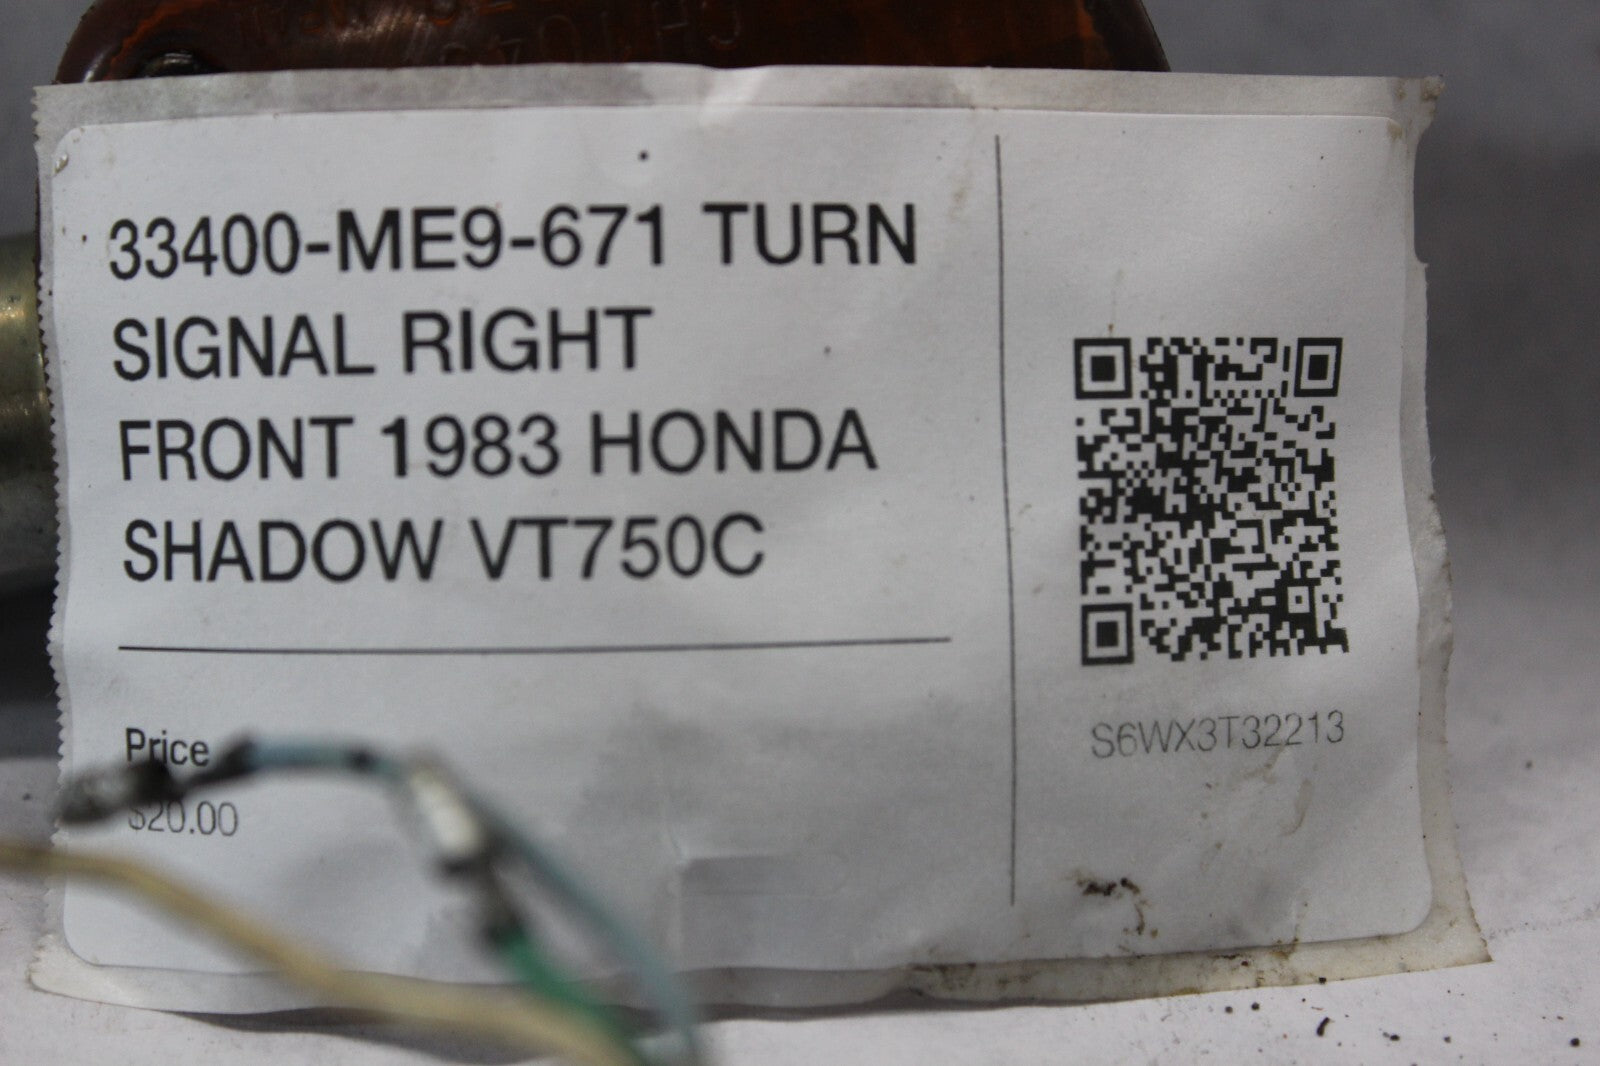 33400-ME9-671 TURN
SIGNAL RIGHT
FRONT 1983 HONDA
SHADOW VT750C
Price
$20.00
S6WX3T32213